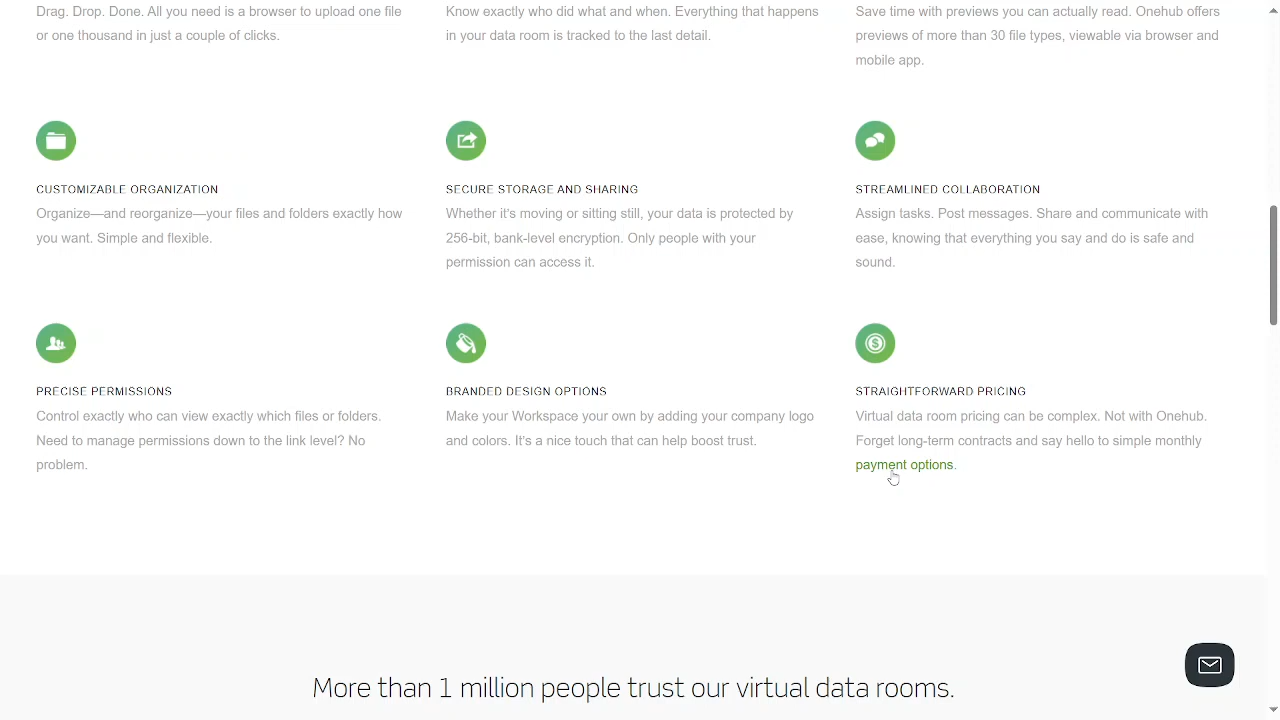 Drag. Drop. Done. All you need is a browser to upload one file
or one thousand in just a couple of clicks.
Know exactly who did what and when. Everything that happens
in your data room is tracked to the last detail.
Save time with previews you can actually read. Onehub offers
previews of more than 30 file types, viewable via browser and
mobile app.
CUSTOMIZABLE ORGANIZATION
Organize—and reorganize—your files and folders exactly how
you want. Simple and flexible.
SECURE STORAGE AND SHARING
Whether it's moving or sitting still, your data is protected by
256-bit, bank-level encryption. Only people with your
permission can access it.
STREAMLINED COLLABORATION
Assign tasks. Post messages. Share and communicate with
ease, knowing that everything you say and do is safe and
sound.
PRECISE PERMISSIONS
Control exactly who can view exactly which files or folders.
Need to manage permissions down to the link level? No
problem.
BRANDED DESIGN OPTIONS
Make your Workspace your own by adding your company logo
and colors. It's a nice touch that can help boost trust.
STRAIGHTFORWARD PRICING
Virtual data room pricing can be complex. Not with Onehub.
Forget long-term contracts and say hello to simple monthly
payment options.
More than 1 million people trust our virtual data rooms.